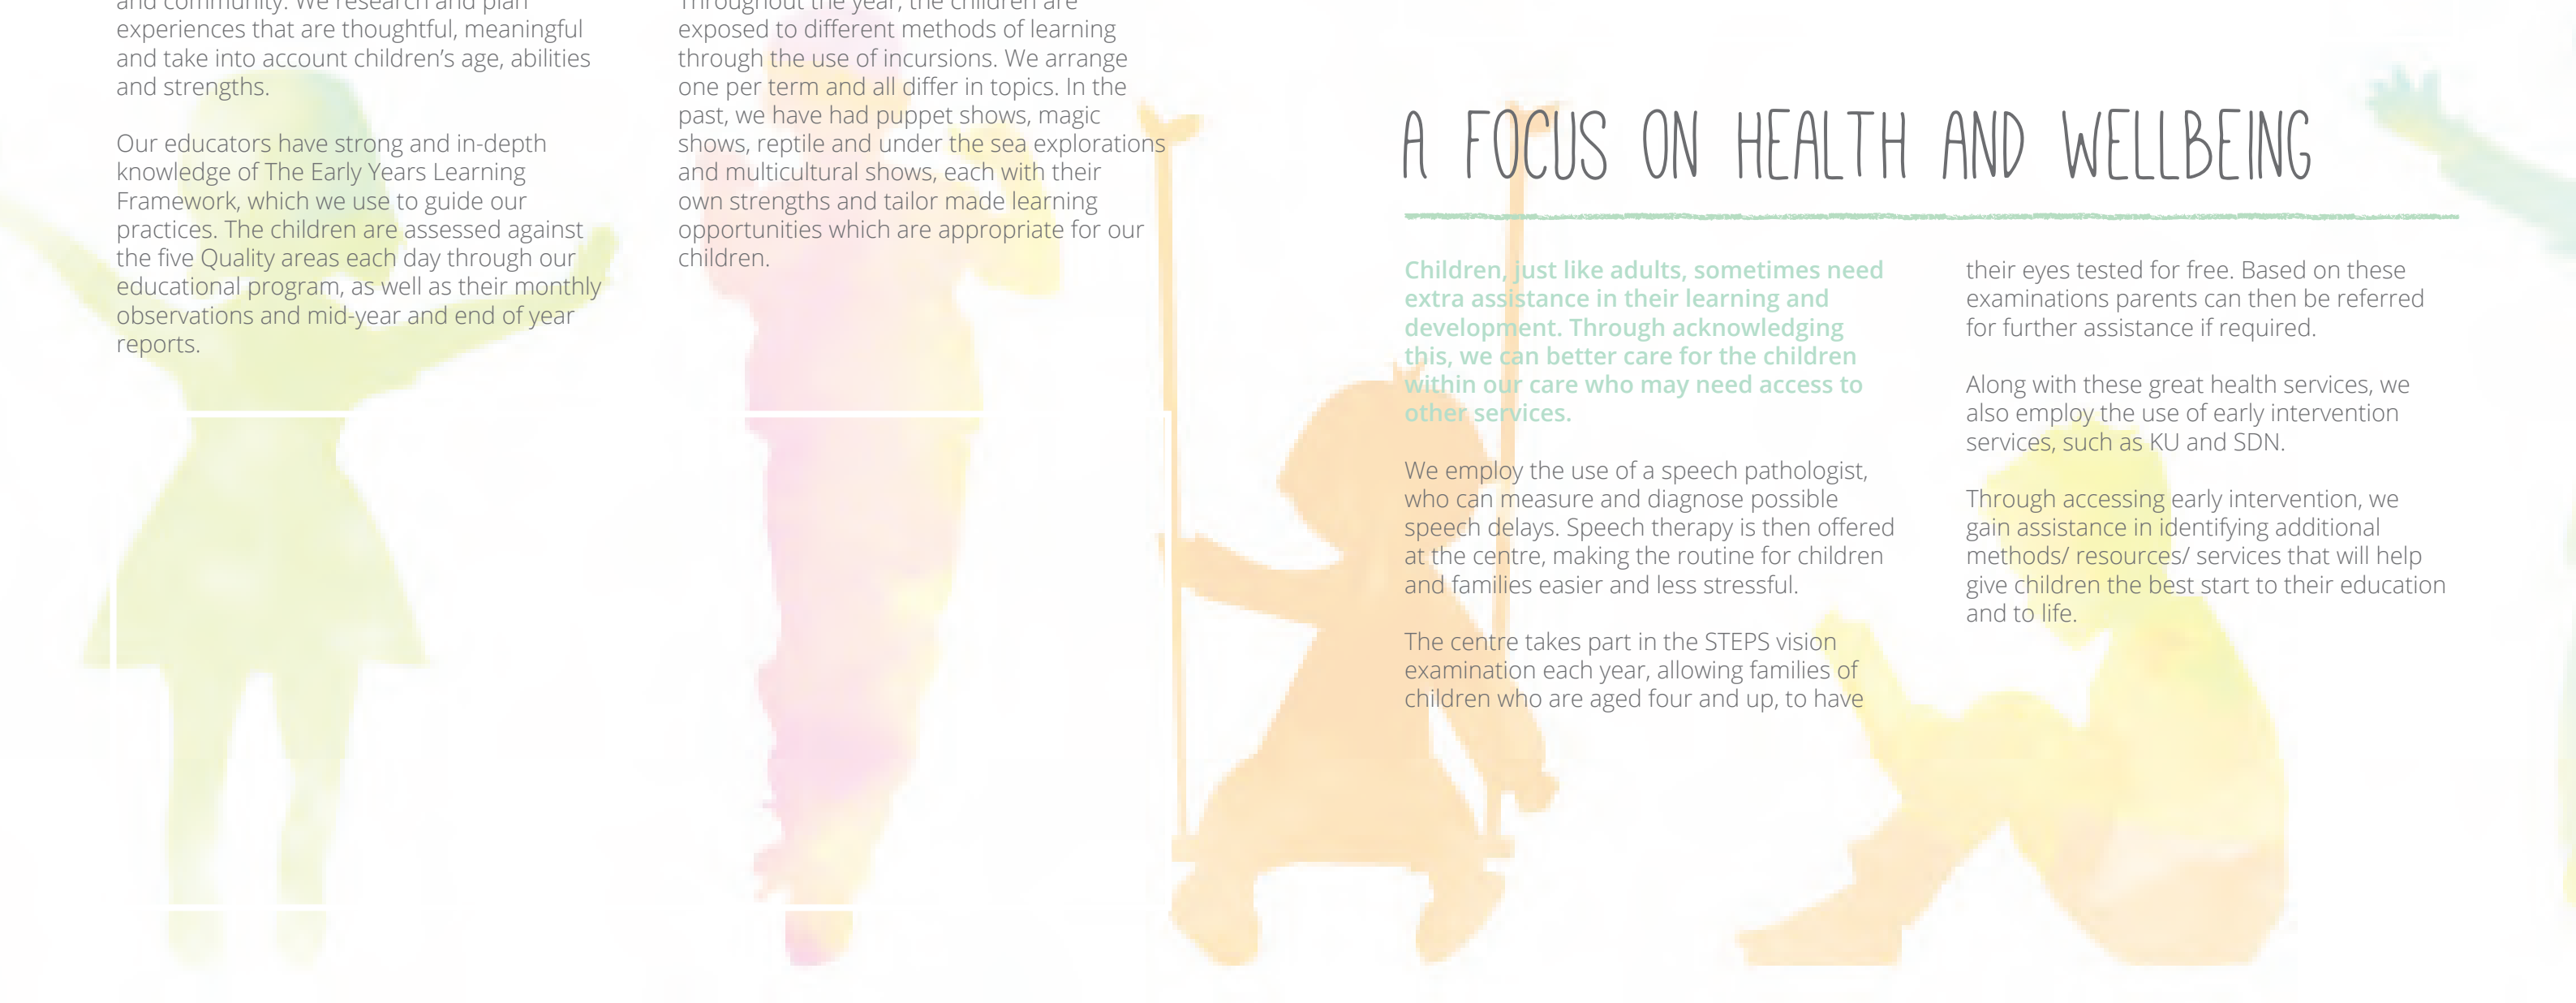 and community. We research and plan
experiences that are thoughtful, meaningful
and take into account children’s age, abilities
and strengths.
Our educators have strong and in-depth
knowledge of The Early Years Learning
Framework, which we use to guide our
practices. The children are assessed against
the five Quality areas each day through our
educational program, as well as their monthly
observations and mid-year and end of year
reports.
Throughout the year, the children are
exposed to different methods of learning
through the use of incursions. We arrange
one per term and all differ in topics. In the
past, we have had puppet shows, magic
shows, reptile and under the sea explorations
and multicultural shows, each with their
own strengths and tailor made learning
opportunities which are appropriate for our
children.
A FOCUS ON HEALTH AND WELLBEING
Children, just like adults, sometimes need
extra assistance in their learning and
development. Through acknowledging
this, we can better care for the children
within our care who may need access to
other services.
We employ the use of a speech pathologist,
who can measure and diagnose possible
speech delays. Speech therapy is then offered
at the centre, making the routine for children
and families easier and less stressful.
The centre takes part in the STEPS vision
examination each year, allowing families of
children who are aged four and up, to have
their eyes tested for free. Based on these
examinations parents can then be referred
for further assistance if required.
Along with these great health services, we
also employ the use of early intervention
services, such as KU and SDN.
Through accessing early intervention, we
gain assistance in identifying additional
methods/ resources/ services that will help
give children the best start to their education
and to life.